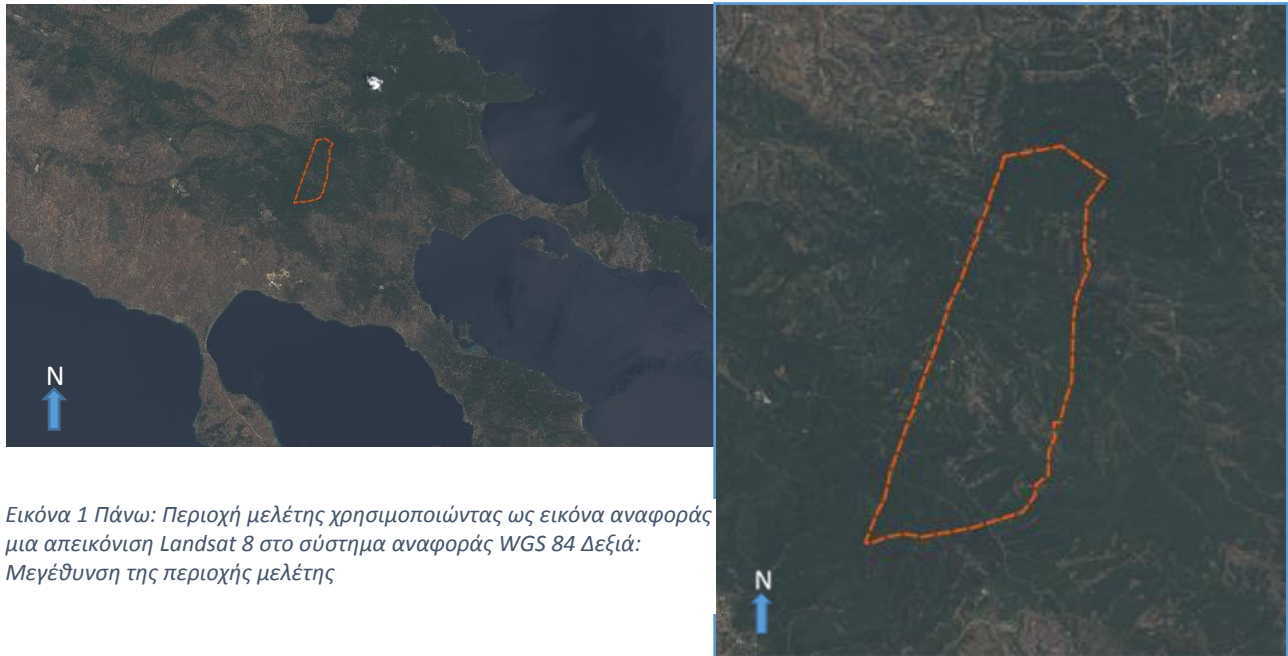 N
Εικόνα 1 Πάνω: Περιοχή μελέτης χρησιμοποιώντας ως εικόνα αναφοράς
μια απεικόνιση Landsat 8 στο σύστημα αναφοράς WGS 84 Δεξιά:
Μεγέθυνση της περιοχής μελέτης
N